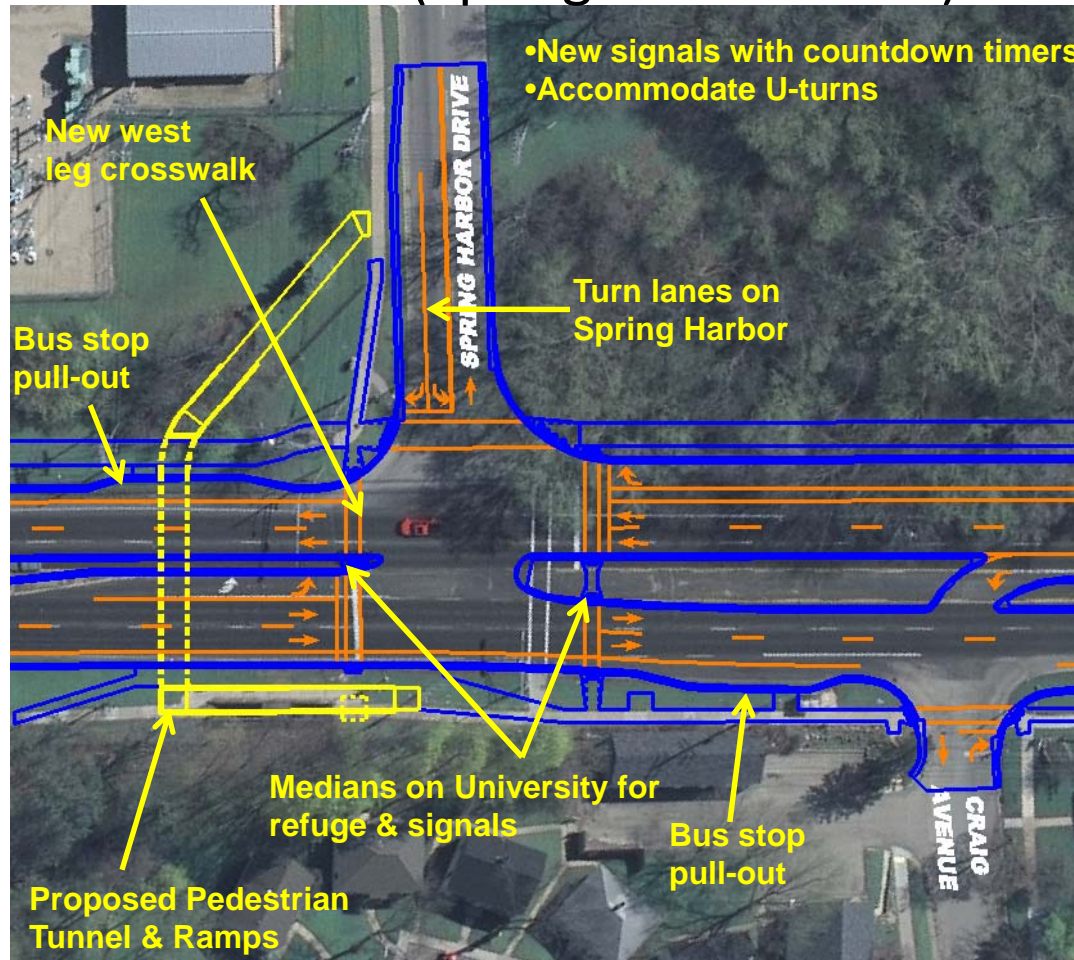 •New signals with countdown timers
•Accommodate U-turns
New west
leg crosswalk
SPRING HARBOR DRIVE
Turn lanes on
Spring Harbor
Bus stop
pull-out
Medians on University for
refuge & signals
Bus stop
pull-out
CRAIG
AVENUE
Proposed Pedestrian
Tunnel & Ramps